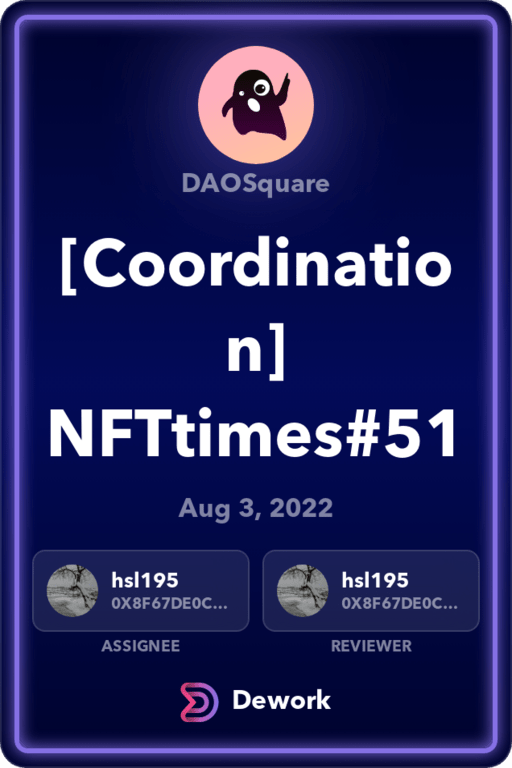 DAOSquare
[Coordinatio
n]
NFTtimes#51
Aug 3, 2022
hsl195
0X8F67DE0C...
ASSIGNEE
hsl195
0X8F67DE0C...
REVIEWER
Dework